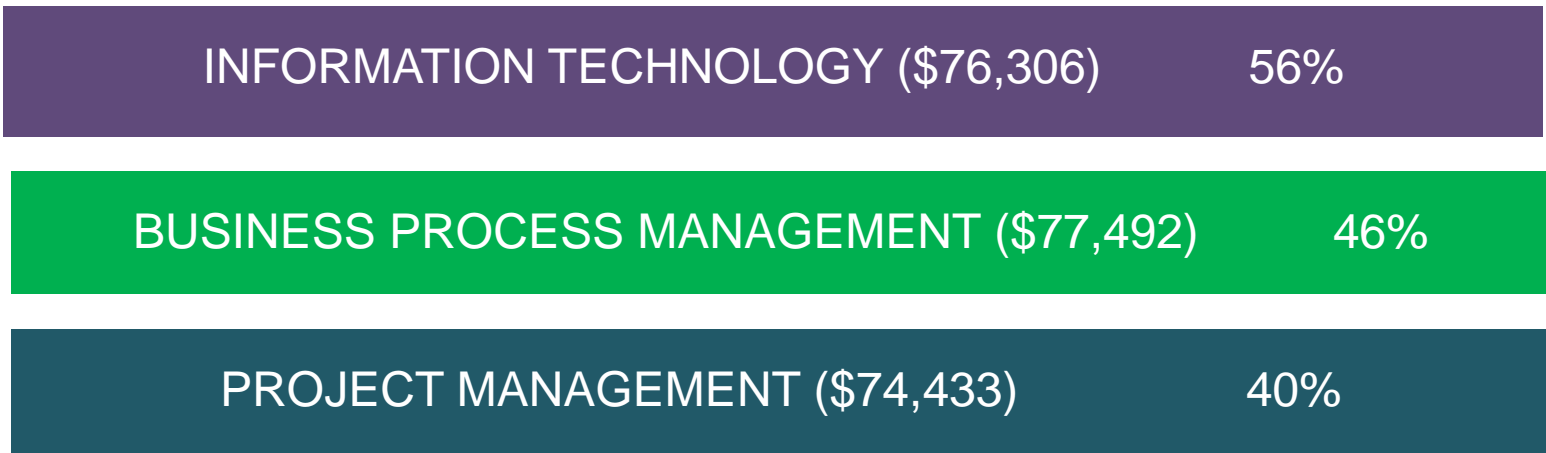 INFORMATION TECHNOLOGY ($76,306) 56%
BUSINESS PROCESS MANAGEMENT ($77,492) 46%
PROJECT MANAGEMENT ($74,433) 40%